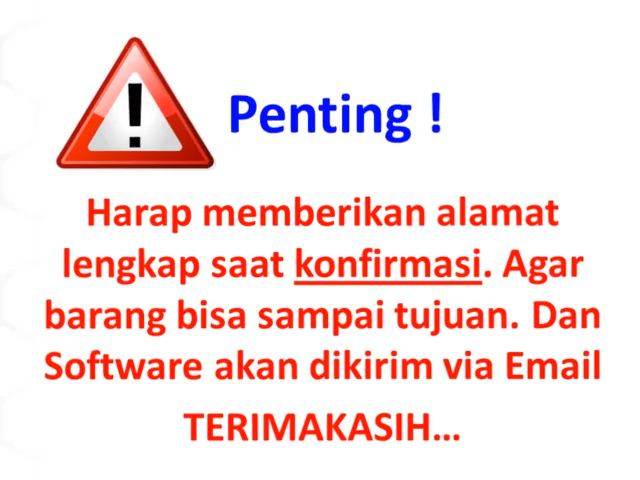 !
Penting !
Harap memberikan alamat
lengkap saat konfirmasi. Agar
barang bisa sampai tujuan. Dan
Software akan dikirim via Email
TERIMAKASIH...